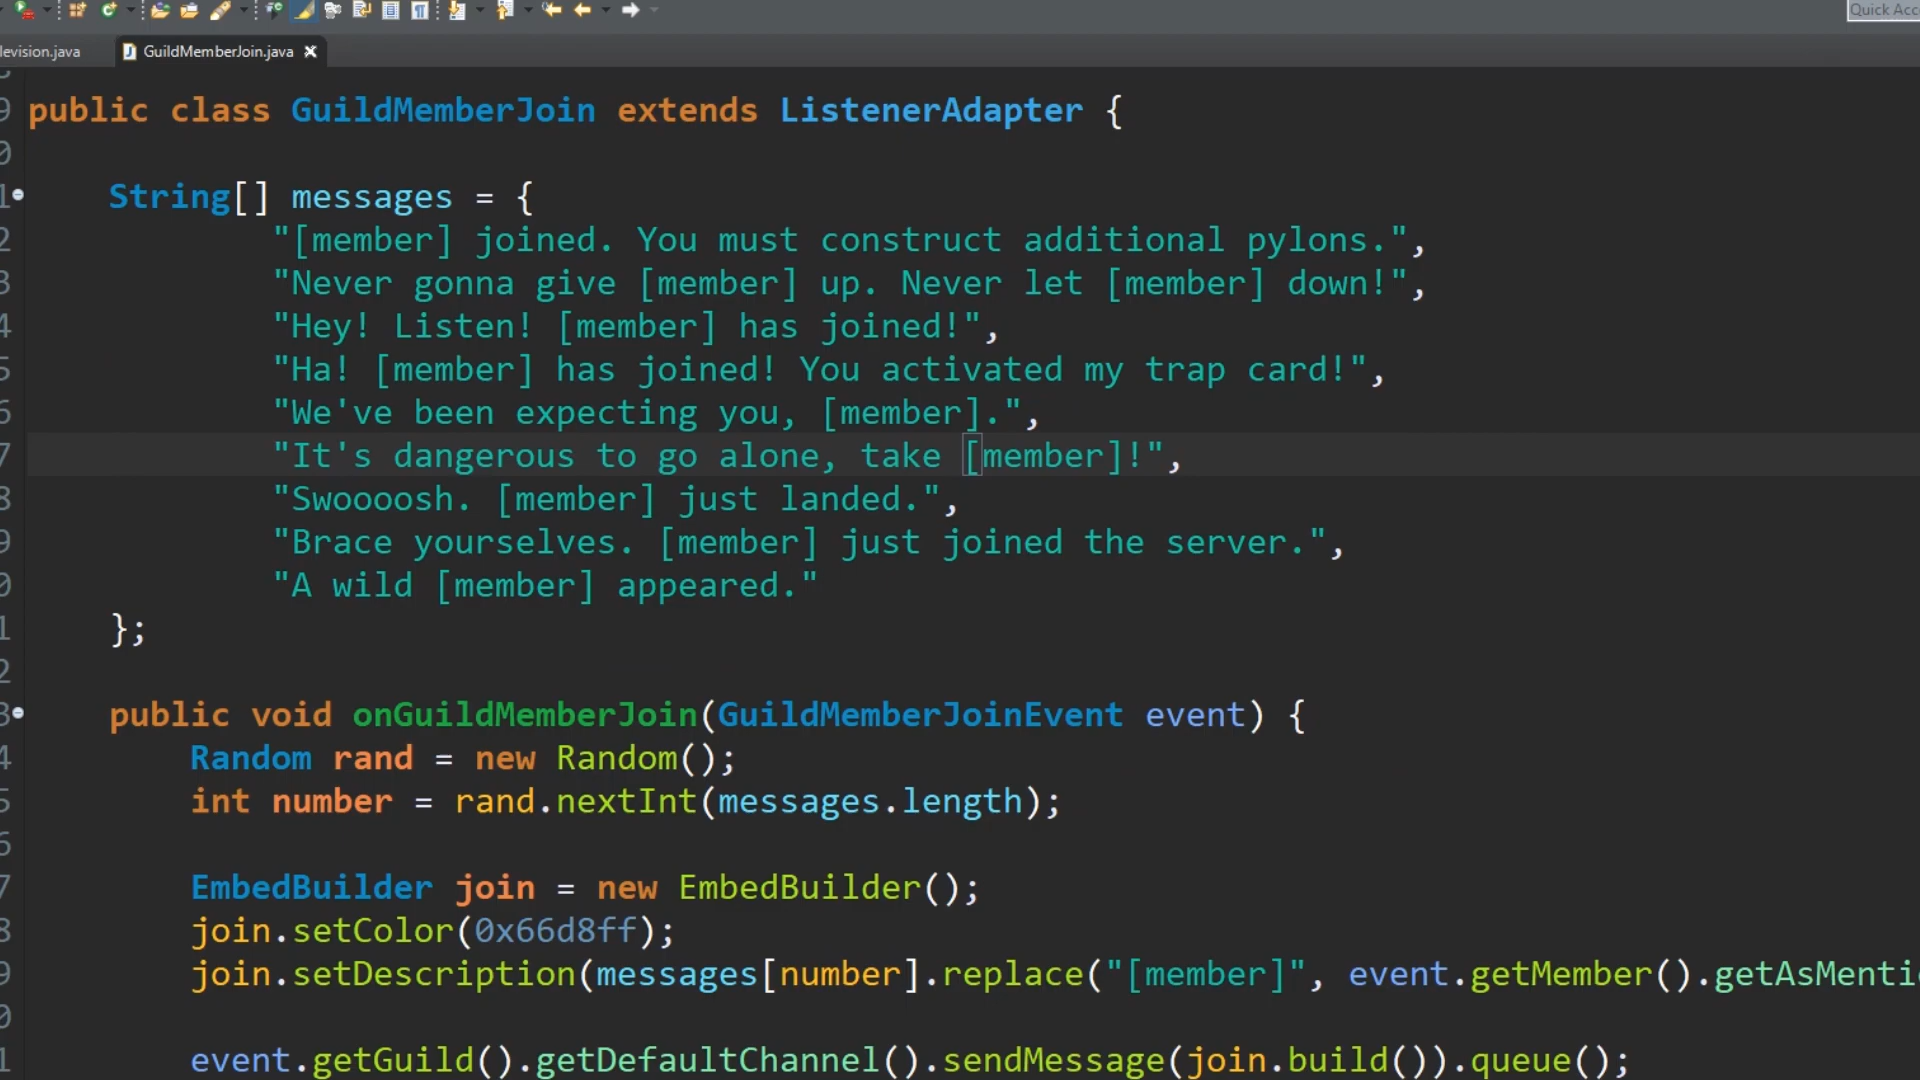 Quick Acc
levision.java
GuildMemberJoin.java
public class GuildMemberJoin extends ListenerAdapter {
String[] messages = {
"[member] joined. You must construct additional pylons.",
"Never gonna give [member] up. Never let [member] down!",
"Hey! Listen! [member] has joined!",
"Ha! [member] has joined! You activated my trap card!",
"We've been expecting you, [member].",
"It's dangerous to go alone, take [member]!",
"Swoooosh. [member] just landed.",
"Brace yourselves. [member] just joined the server.",
"A wild [member] appeared."
};
public void onGuildMemberJoin(GuildMemberJoinEvent event) {
Random rand = new Random();
int number = rand.nextInt(messages.length);
EmbedBuilder join = new EmbedBuilder();
join.setColor(0x66d8ff);
join.setDescription(messages[number].replace("[member]", event.getMember().getAsMenti
event.getGuild().getDefaultChannel().sendMessage(join.build()).queue();